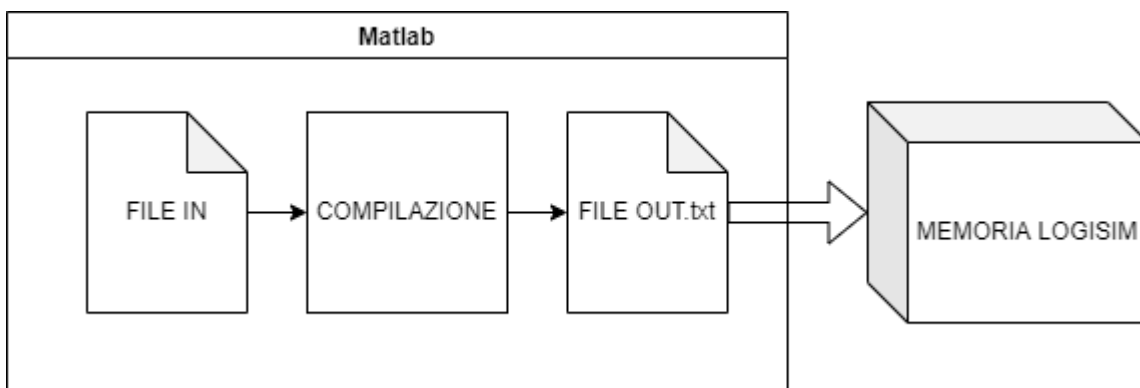 Matlab
FILE IN
COMPILAZIONE
FILE OUT.txt
MEMORIA LOGISIM